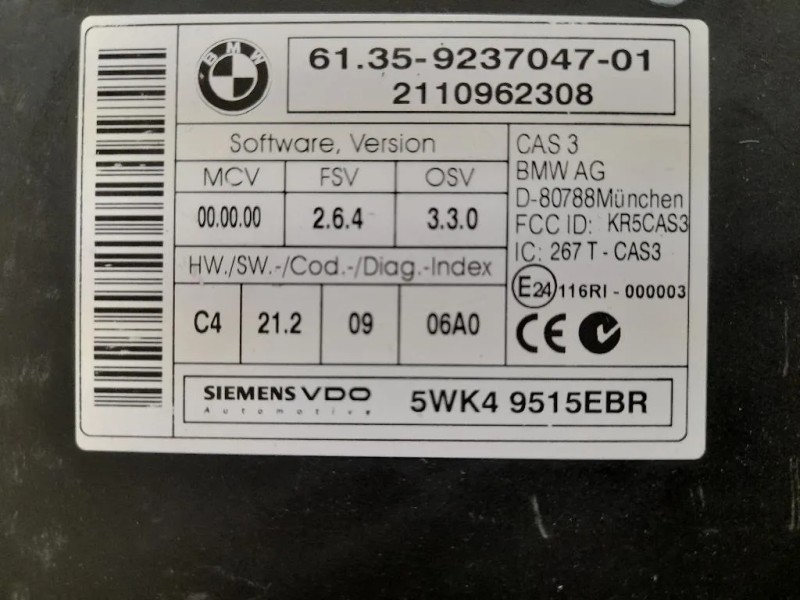 BMW
61.35-9237047-01
2110962308
Software, Version
MCV FSV OSV
00.00.00 2.6.4 3.3.0
HW./SW.-/Cod.-/Diag.-Index
C4 21.2 09 06A0
CAS 3
BMW AG
D-80788München
FCC ID: KR5CAS3
IC: 267 T - CAS3
E24 116RI - 000003
CE
SIEMENS VDO
Automotive
5WK4 9515EBR